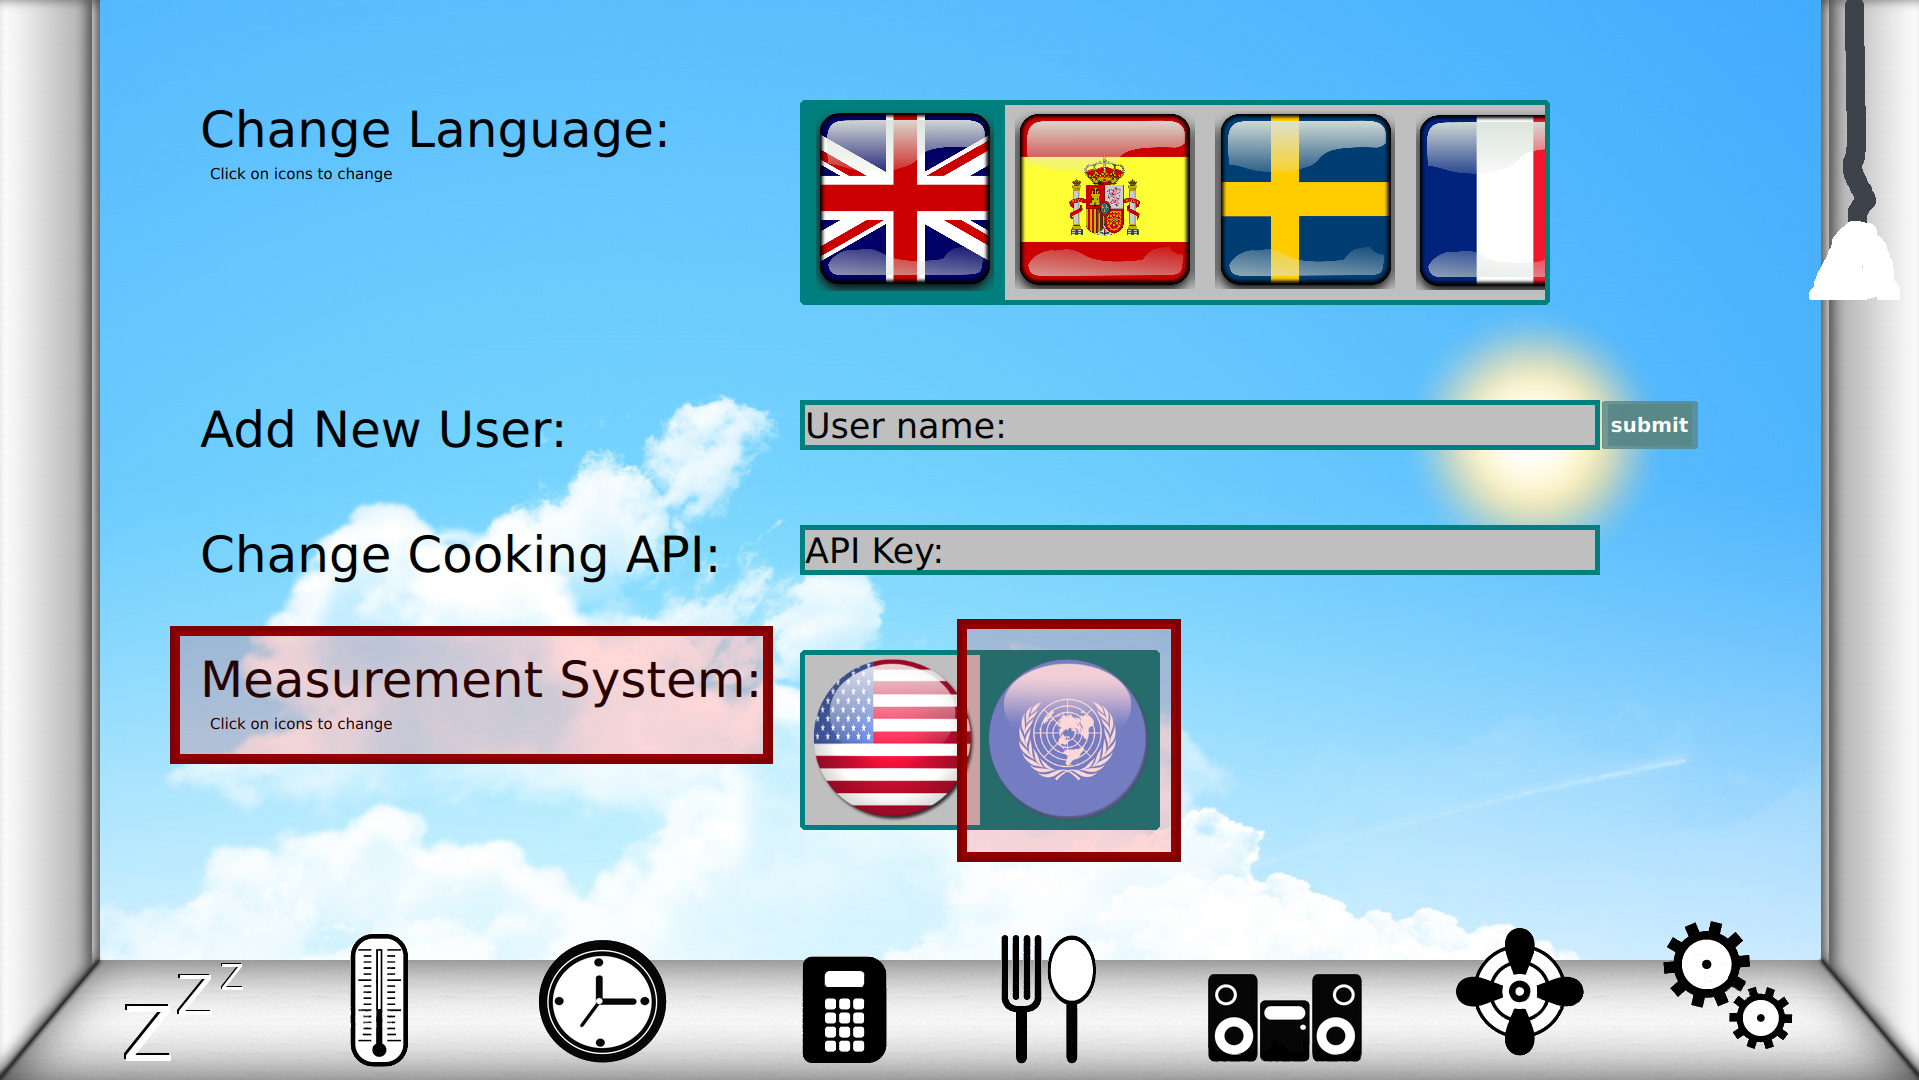 Change Language:
Click on icons to change
Add New User:
User name:
submit
Change Cooking API:
API Key:
Measurement System:
Click on icons to change
Z Z Z